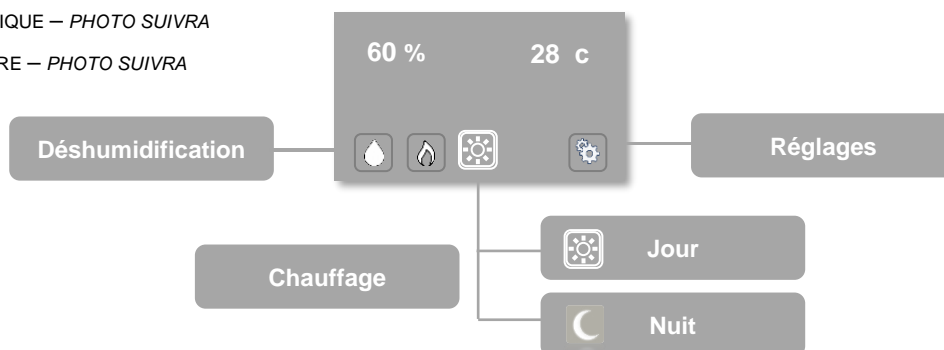 IQUE – PHOTO SUIVRA
RE – PHOTO SUIVRA
60 % 28 c
Déshumidification
Réglages
Jour
Chauffage
Nuit